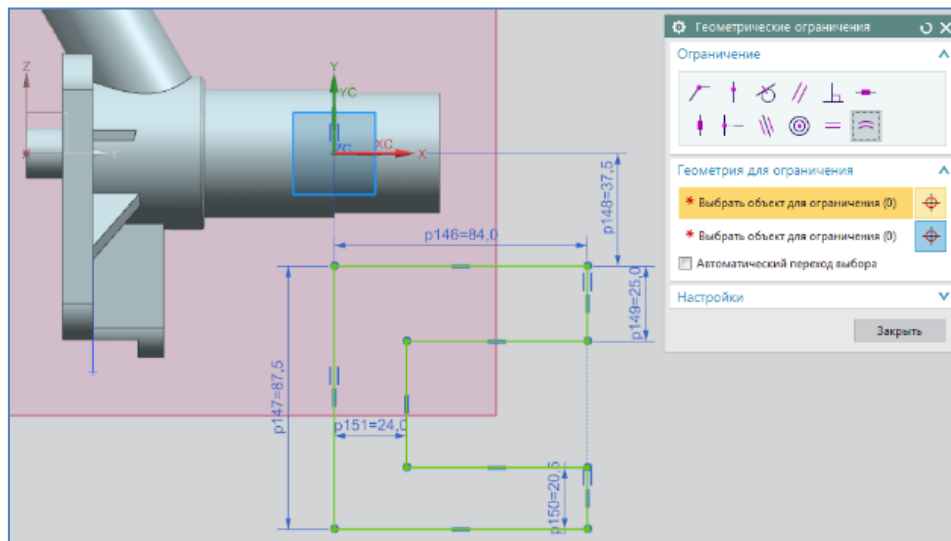 Геометрические ограничения
Ограничение
Геометрия для ограничения
* Выбрать объект для ограничения (0)
* Выбрать объект для ограничения (0)
Автоматический переход выбора
Настройки
Закрыть
Z
Y
Y
YC
ZC
XC
X
p148=37,5
p146=84,0
p149=25,0
p147=87,5
p151=24,0
p150=20,5